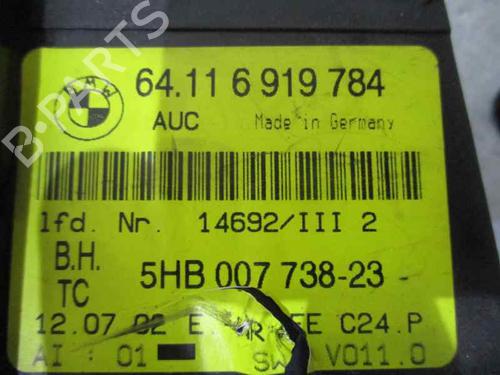 BMW
64.11 6 919 784
AUC Made in Germany
lfd. Nr. 14692/III 2
B.H.
TC
5HB 007 738-23
12.07.02 E C24.P
AI : 01 SW V011.0
B-PARTS